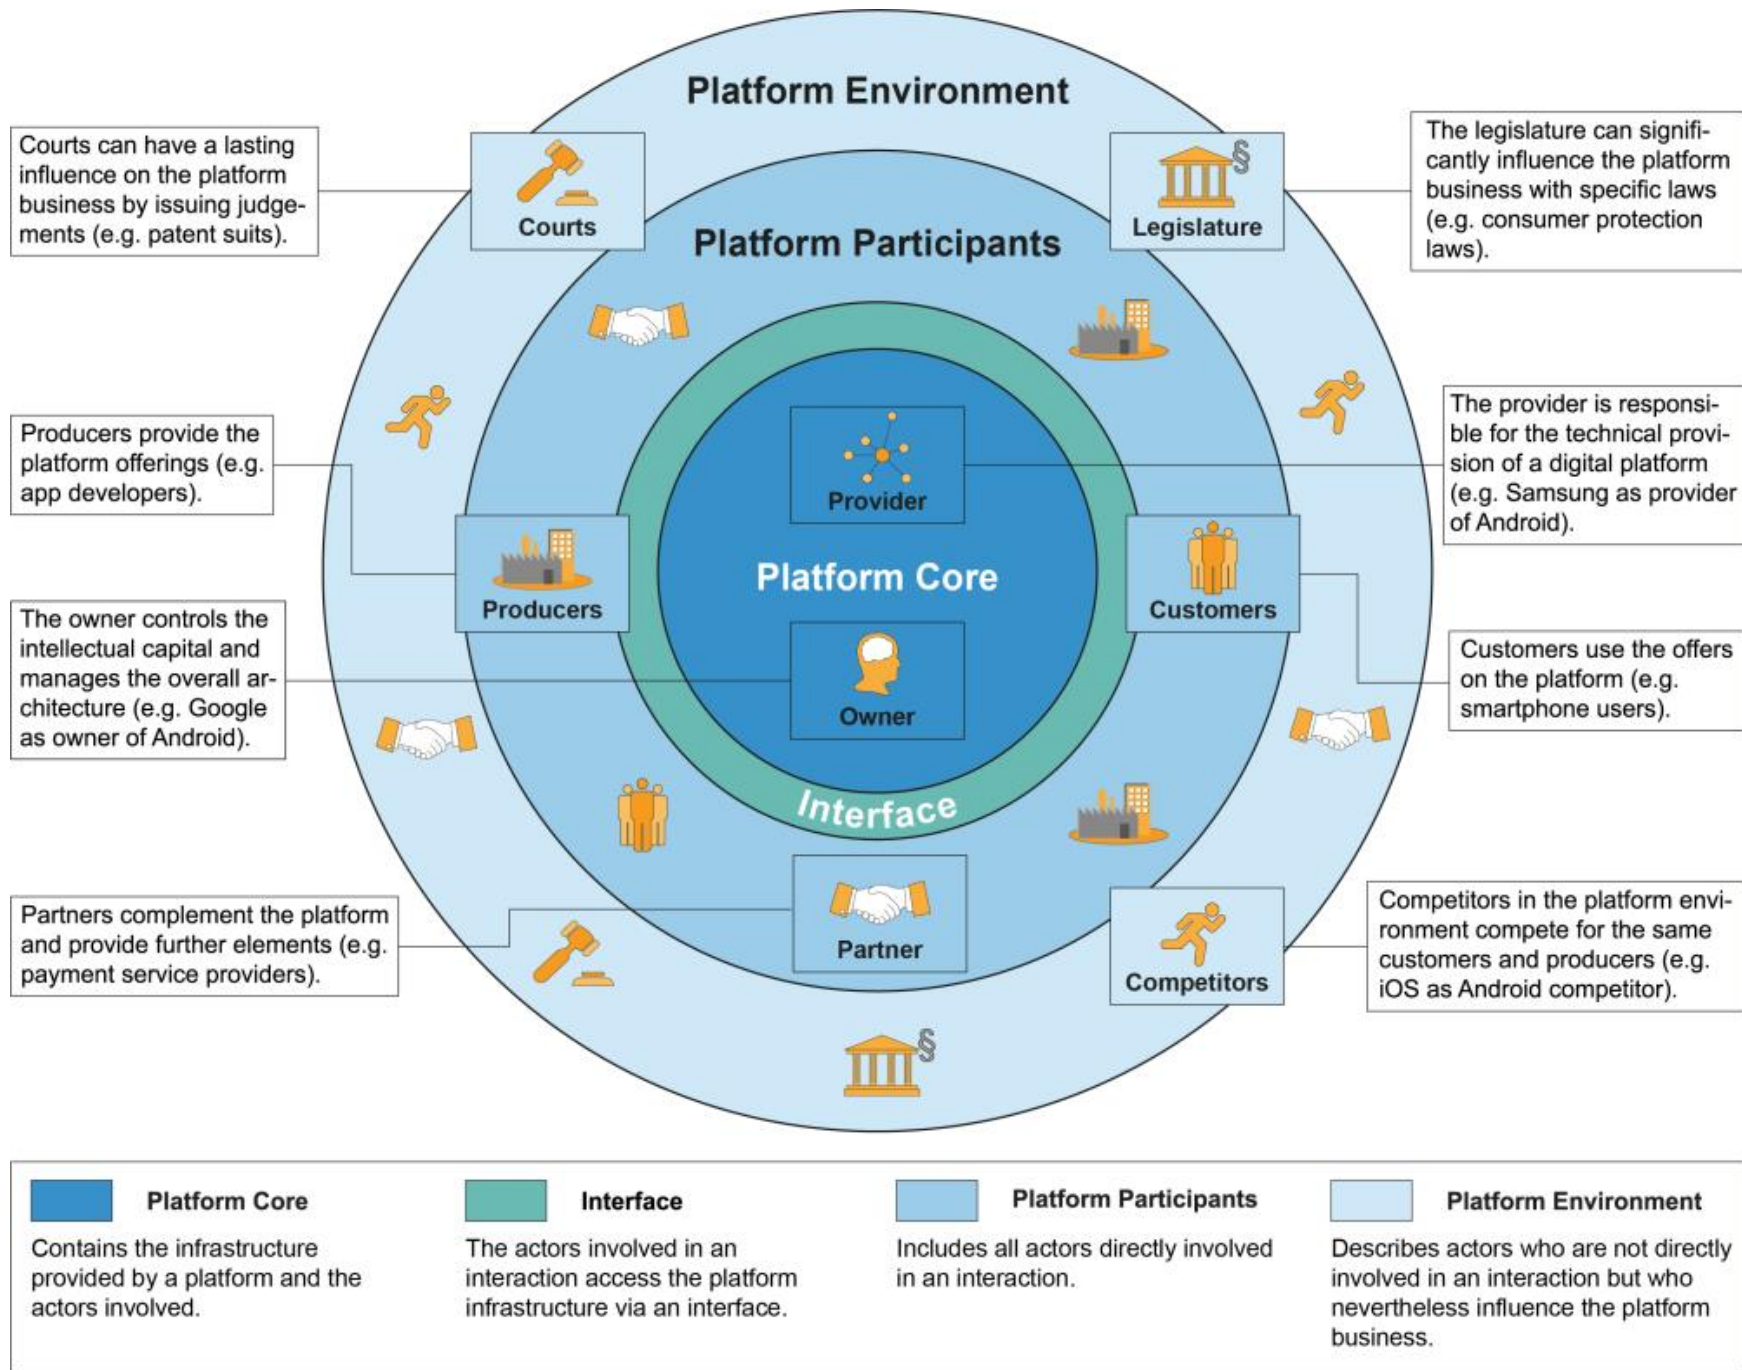 Platform Environment
Courts can have a lasting
influence on the platform
business by issuing judge-
ments (e.g. patent suits).
Courts
Legislature
§
The legislature can signifi-
cantly influence the platform
business with specific laws
(e.g. consumer protection
laws).
Platform Participants
Producers provide the
platform offerings (e.g.
app developers).
Provider
The provider is responsi-
ble for the technical provi-
sion of a digital platform
(e.g. Samsung as provider
of Android).
Platform Core
Producers
Customers
The owner controls the
intellectual capital and
manages the overall ar-
chitecture (e.g. Google
as owner of Android).
Owner
Customers use the offers
on the platform (e.g.
smartphone users).
Interface
Partners complement the platform
and provide further elements (e.g.
payment service providers).
Partner
Competitors
Competitors in the platform envi-
ronment compete for the same
customers and producers (e.g.
iOS as Android competitor).
§
Platform Core
Contains the infrastructure
provided by a platform and the
actors involved.
Interface
The actors involved in an
interaction access the platform
infrastructure via an interface.
Platform Participants
Includes all actors directly involved
in an interaction.
Platform Environment
Describes actors who are not directly
involved in an interaction but who
nevertheless influence the platform
business.